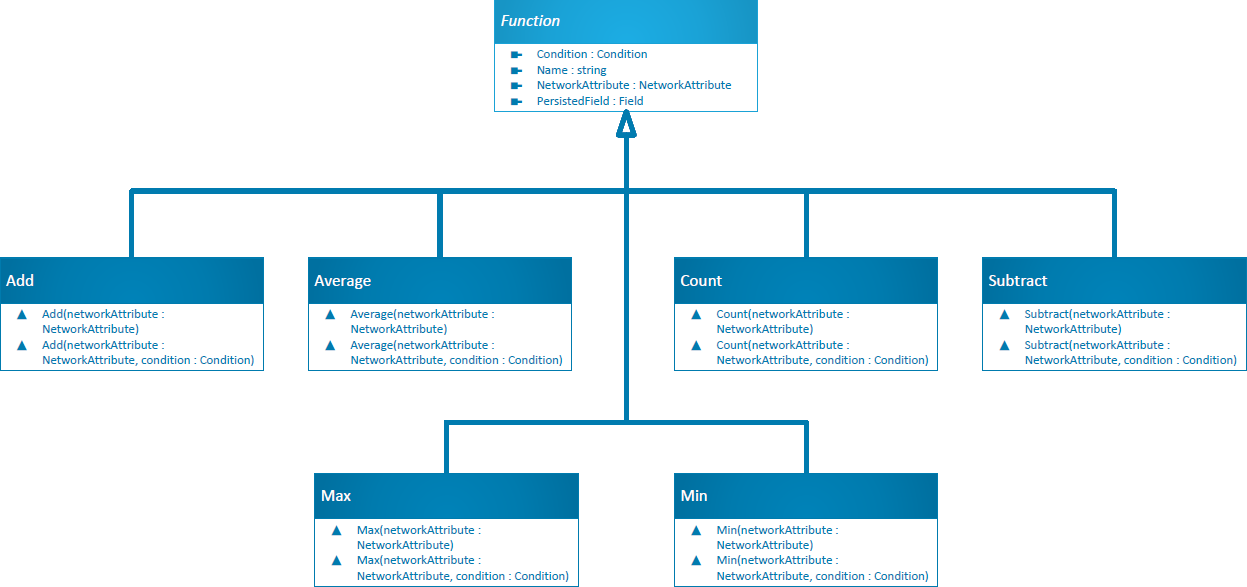 Function
Condition : Condition
Name : string
NetworkAttribute : NetworkAttribute
PersistedField : Field
Add
Add(networkAttribute :
NetworkAttribute)
Add(networkAttribute :
NetworkAttribute, condition : Condition)
Average
Average(networkAttribute :
NetworkAttribute)
Average(networkAttribute :
NetworkAttribute, condition : Condition)
Count
Count(networkAttribute :
NetworkAttribute)
Count(networkAttribute :
NetworkAttribute, condition : Condition)
Subtract
Subtract(networkAttribute :
NetworkAttribute)
Subtract(networkAttribute :
NetworkAttribute, condition : Condition)
Max
Max(networkAttribute :
NetworkAttribute)
Max(networkAttribute :
NetworkAttribute, condition : Condition)
Min
Min(networkAttribute :
NetworkAttribute)
Min(networkAttribute :
NetworkAttribute, condition : Condition)